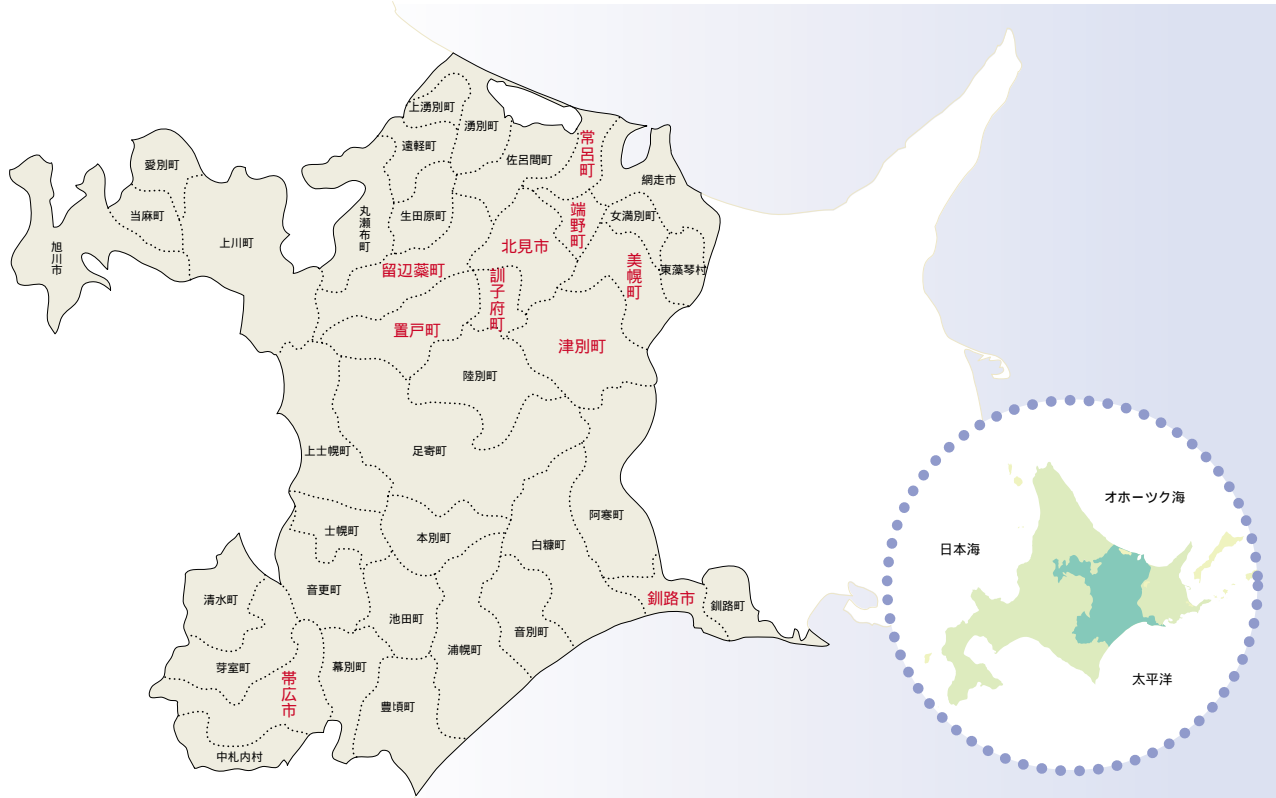 上湧別町
湧別町
遠軽町
佐呂間町
常呂町
愛別町
網走市
当麻町
丸瀬布町
生田原町
端野町
女満別町
旭川市
上川町
北見市
美幌町
東藻琴村
留辺蘂町
訓子府町
置戸町
津別町
陸別町
上士幌町
足寄町
士幌町
本別町
白糠町
阿寒町
清水町
音更町
池田町
音別町
釧路市
釧路町
芽室町
帯広市
幕別町
浦幌町
豊頃町
中札内村
オホーツク海
日本海
太平洋